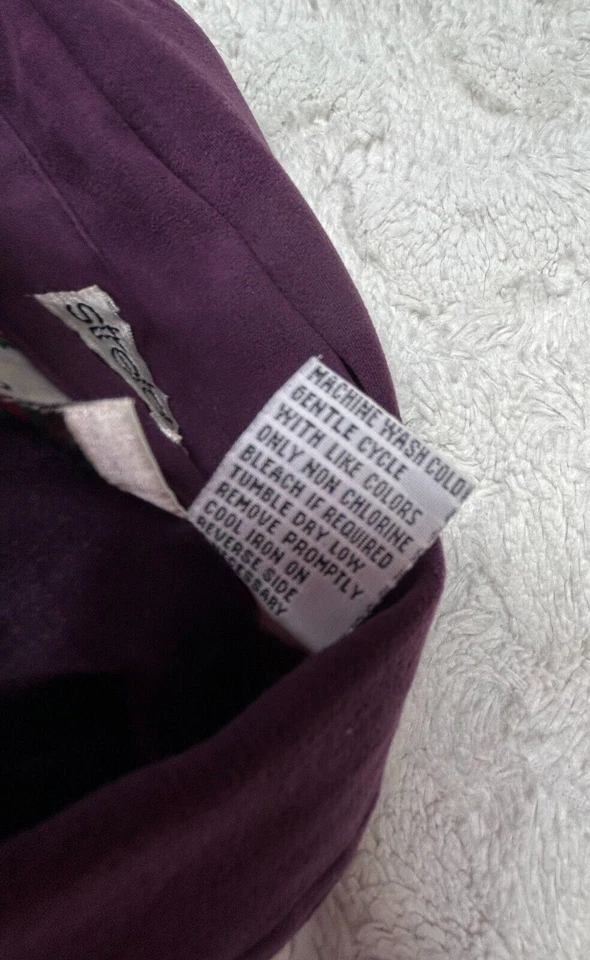 stretch
MACHINE WASH COLD
GENTLE CYCLE
WITH LIKE COLORS
ONLY NON CHLORINE
BLEACH IF REQUIRED
TUMBLE DRY LOW
REMOVE PROMPTLY
COOL IRON ON
REVERSE SIDE